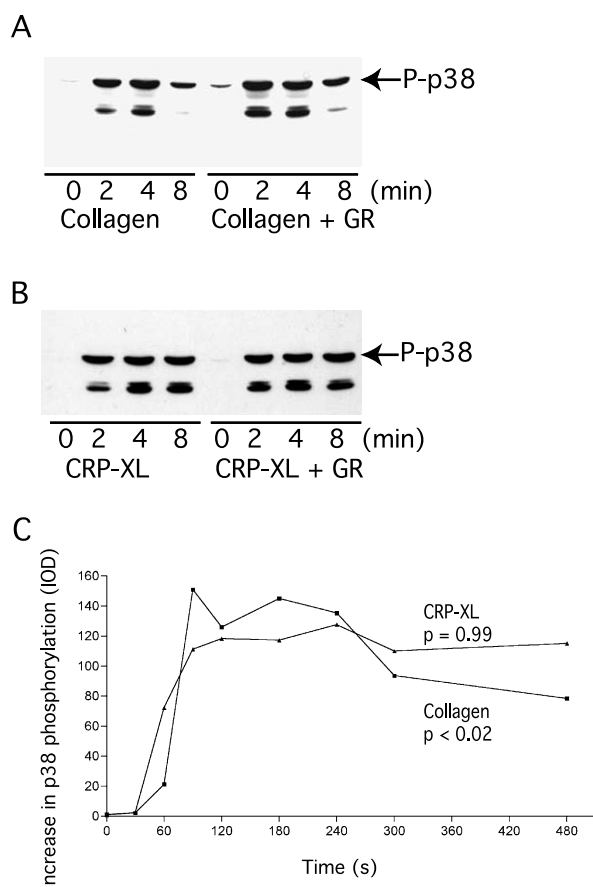 A
P-p38
0 2 4 8 0 2 4 8 (min)
Collagen Collagen + GR
B
P-p38
0 2 4 8 0 2 4 8 (min)
CRP-XL CRP-XL + GR
C
ncrease in p38 phosphorylation (IOD)
160
140
120
100
80
60
40
20
0
CRP-XL
p = 0.99
Collagen
p < 0.02
0 60 120 180 240 300 360 420 480
Time (s)